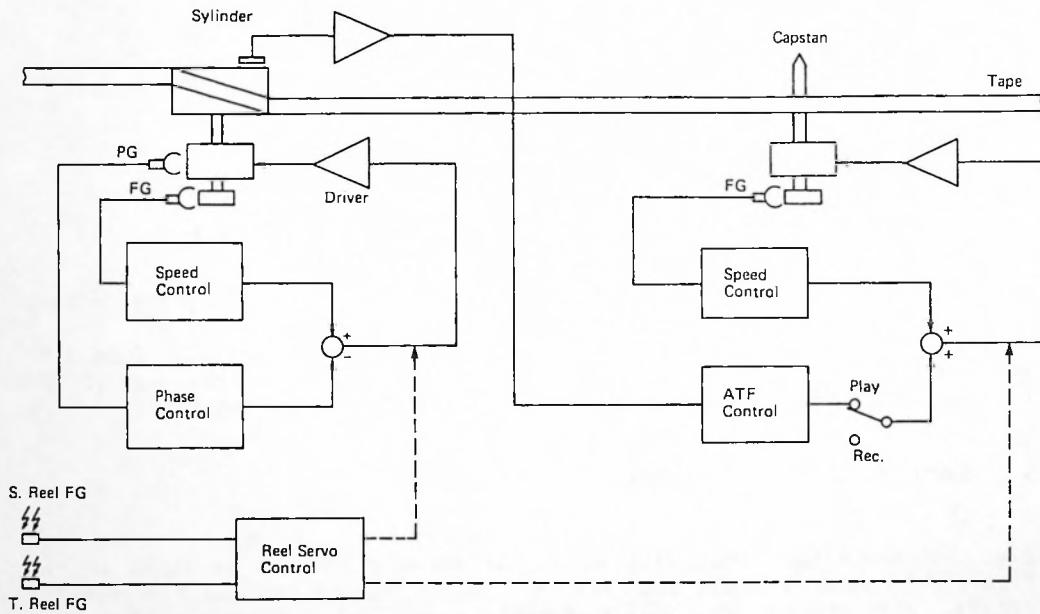 Sylinder
Capstan
Tape
PG
FG
Driver
FG
Speed
Control
+
−
Speed
Control
+
+
Phase
Control
ATF
Control
Play
Rec.
S. Reel FG
T. Reel FG
Reel Servo
Control